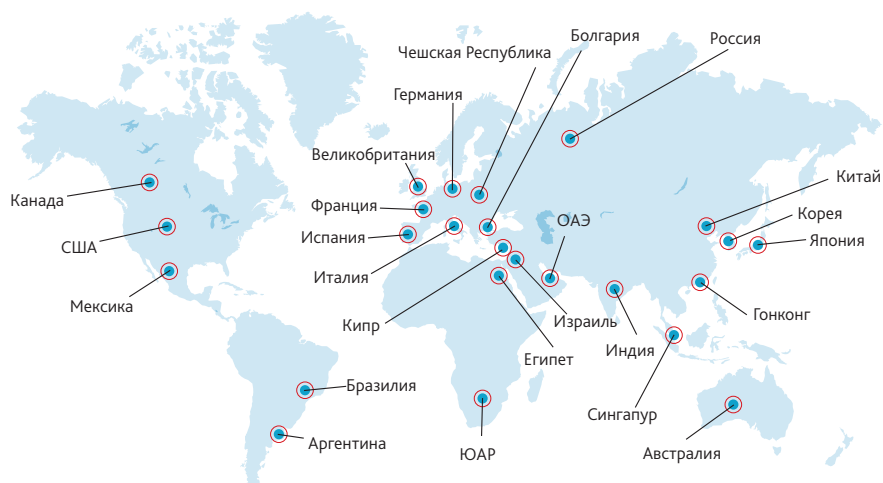 Болгария
Россия
Чешская Республика
Германия
Великобритания
Канада
Китай
Франция
ОАЭ
Корея
США
Испания
Япония
Италия
Мексика
Кипр
Израиль
Гонконг
Египет
Индия
Бразилия
Сингапур
Аргентина
ЮАР
Австралия